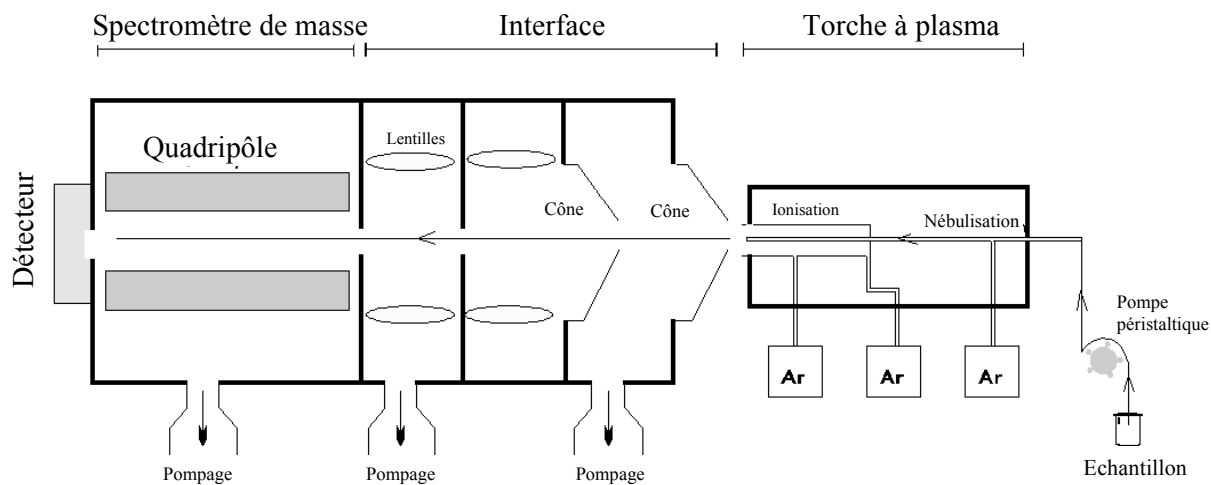 Spectromètre de masse
Interface
Torche à plasma
Quadripôle
Lentilles
Détecteur
Cône
Cône
Ionisation
Nébulisation
Pompe
péristaltique
Ar
Ar
Ar
Echantillon
Pompage
Pompage
Pompage